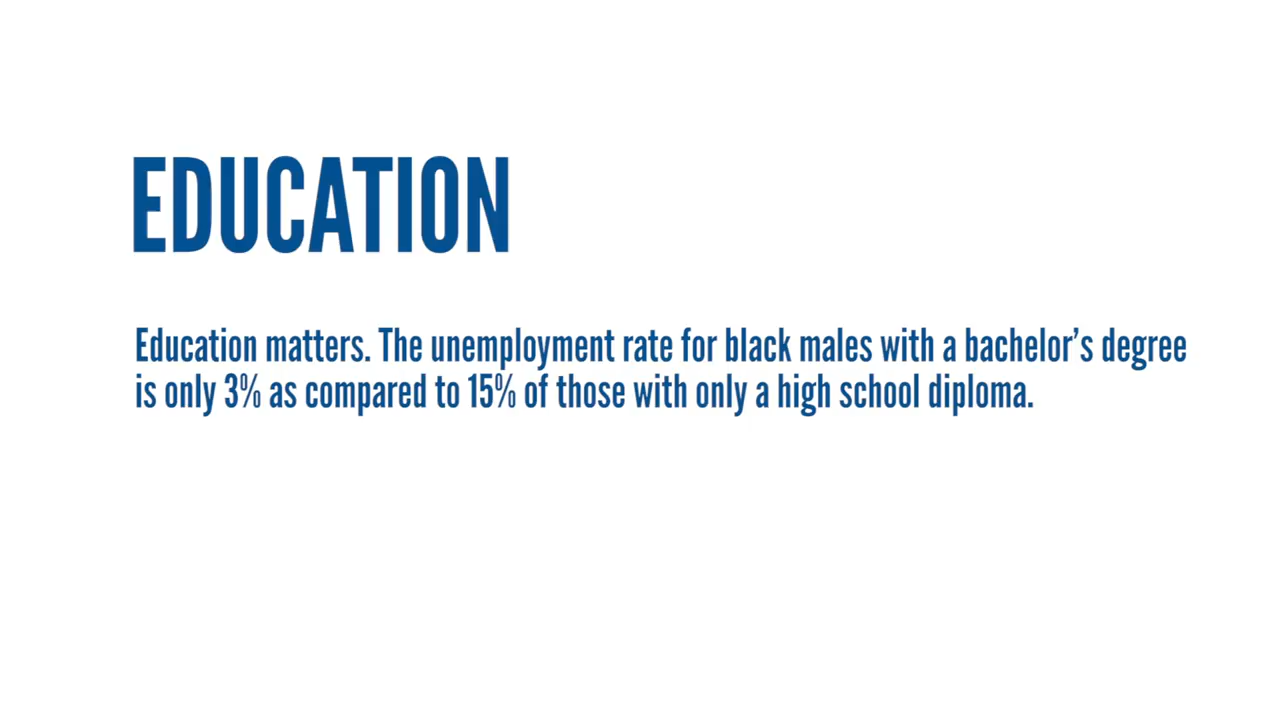 EDUCATION
Education matters. The unemployment rate for black males with a bachelor’s degree
is only 3% as compared to 15% of those with only a high school diploma.